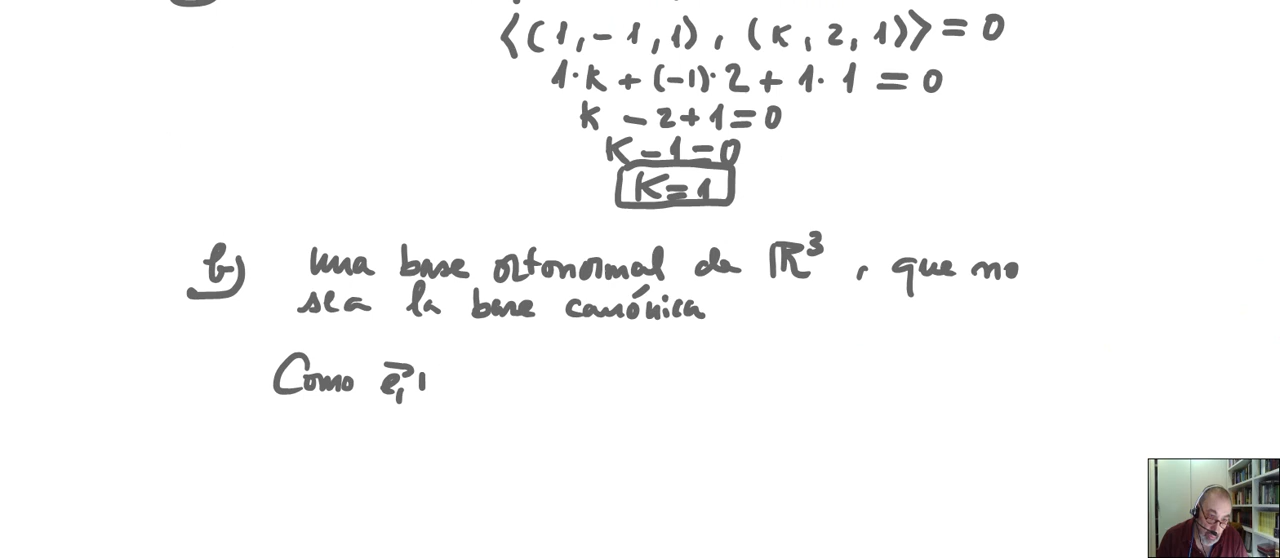 ⟨(1,-1,1), (K,2,1)⟩ = 0
1·K + (-1)·2 + 1·1 = 0
K - 2+1=0
K-1=0
K=1
b) una base ortonormal de ℝ³, que no
sea la base canónica
Como e⃗₁